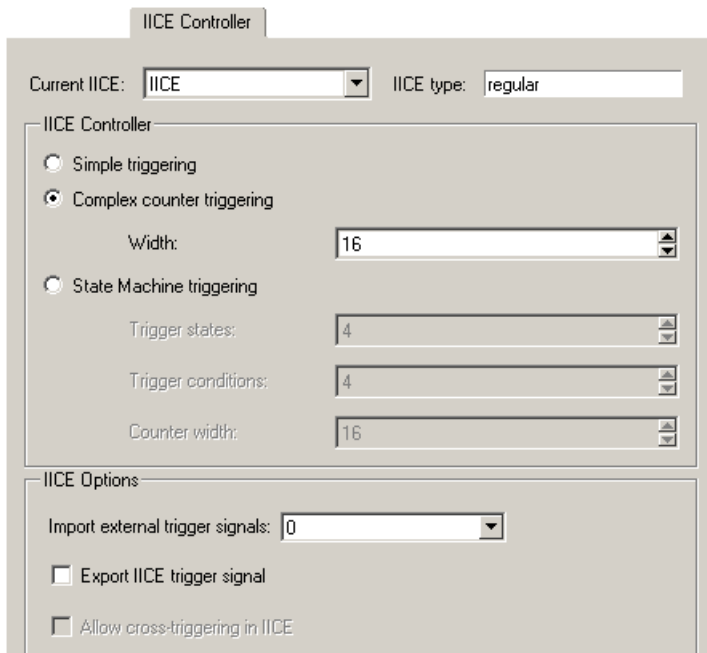 IICE Controller
Current IICE: IICE IICE type: regular
IICE Controller
Simple triggering
Complex counter triggering
Width: 16
State Machine triggering
Trigger states: 4
Trigger conditions: 4
Counter width: 16
IICE Options
Import external trigger signals: 0
Export IICE trigger signal
Allow cross-triggering in IICE